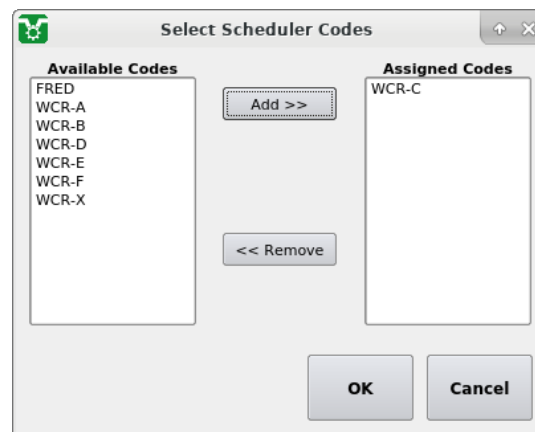 Select Scheduler Codes
Available Codes
FRED
WCR-A
WCR-B
WCR-D
WCR-E
WCR-F
WCR-X
Add >>
<< Remove
Assigned Codes
WCR-C
OK
Cancel